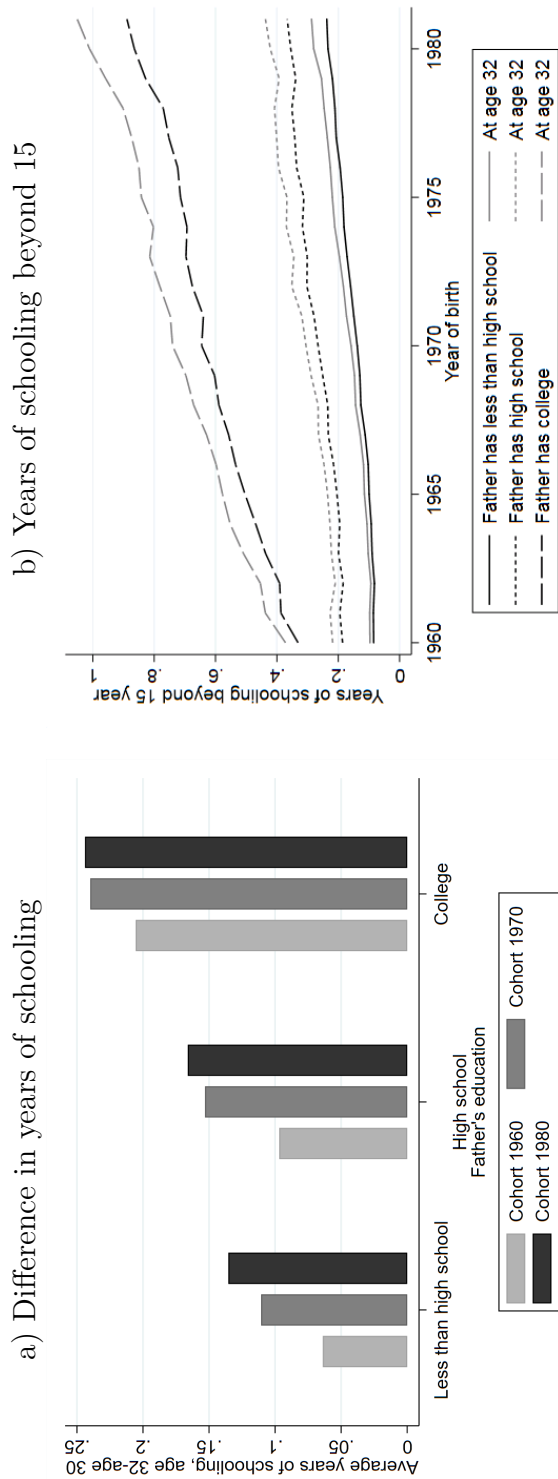 a) Difference in years of schooling
Average years of schooling, age 32-age 30
.25
.2
.15
.1
.05
0
Less than high school
High school
College
Father's education
Cohort 1960
Cohort 1970
Cohort 1980
b) Years of schooling beyond 15
Years of schooling beyond 15 year
1
.8
.6
.4
.2
0
1960
1965
1970
1975
1980
Year of birth
Father has less than high school
At age 32
Father has high school
At age 32
Father has college
At age 32